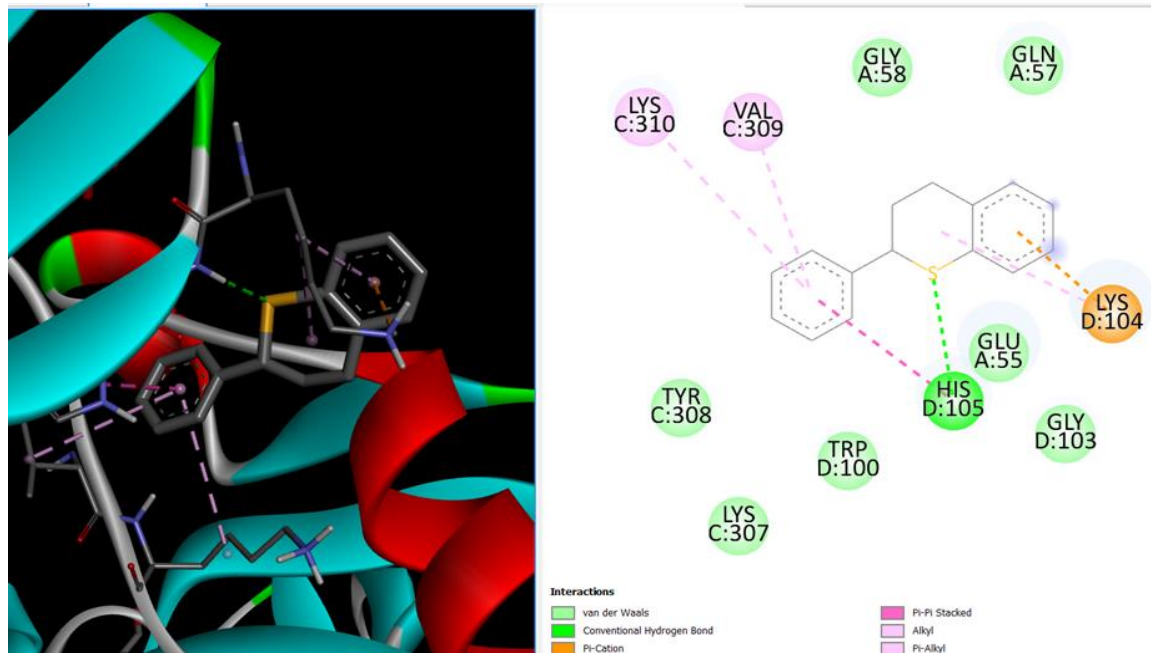 GLY
A:58
GLN
A:57
LYS
C:310
VAL
C:309
S
LYS
D:104
GLU
A:55
HIS
D:105
TYR
C:308
GLY
D:103
TRP
D:100
LYS
C:307
Interactions
van der Waals
Conventional Hydrogen Bond
Pi-Cation
Pi-Pi Stacked
Alkyl
Pi-Alkyl